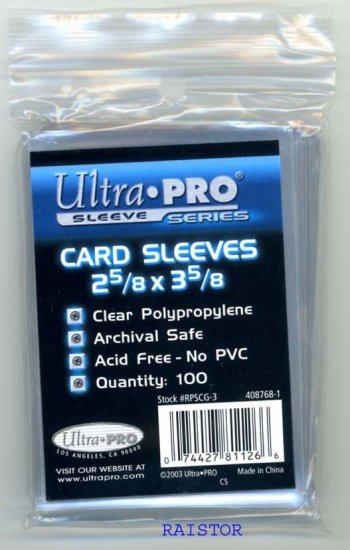 Ultra•PRO®
SLEEVE SERIES
CARD SLEEVES
2 5/8 x 3 5/8
Clear Polypropylene
Archival Safe
Acid Free - No PVC
Quantity: 100
Stock #RPSCG-3 408768-1
Ultra•PRO
LOS ANGELES, CA 90040
VISIT OUR WEBSITE AT
www.ultrapro.com
0 74427 81126 6
©2003 Ultra•PRO Made in China
CS
RAISTOR